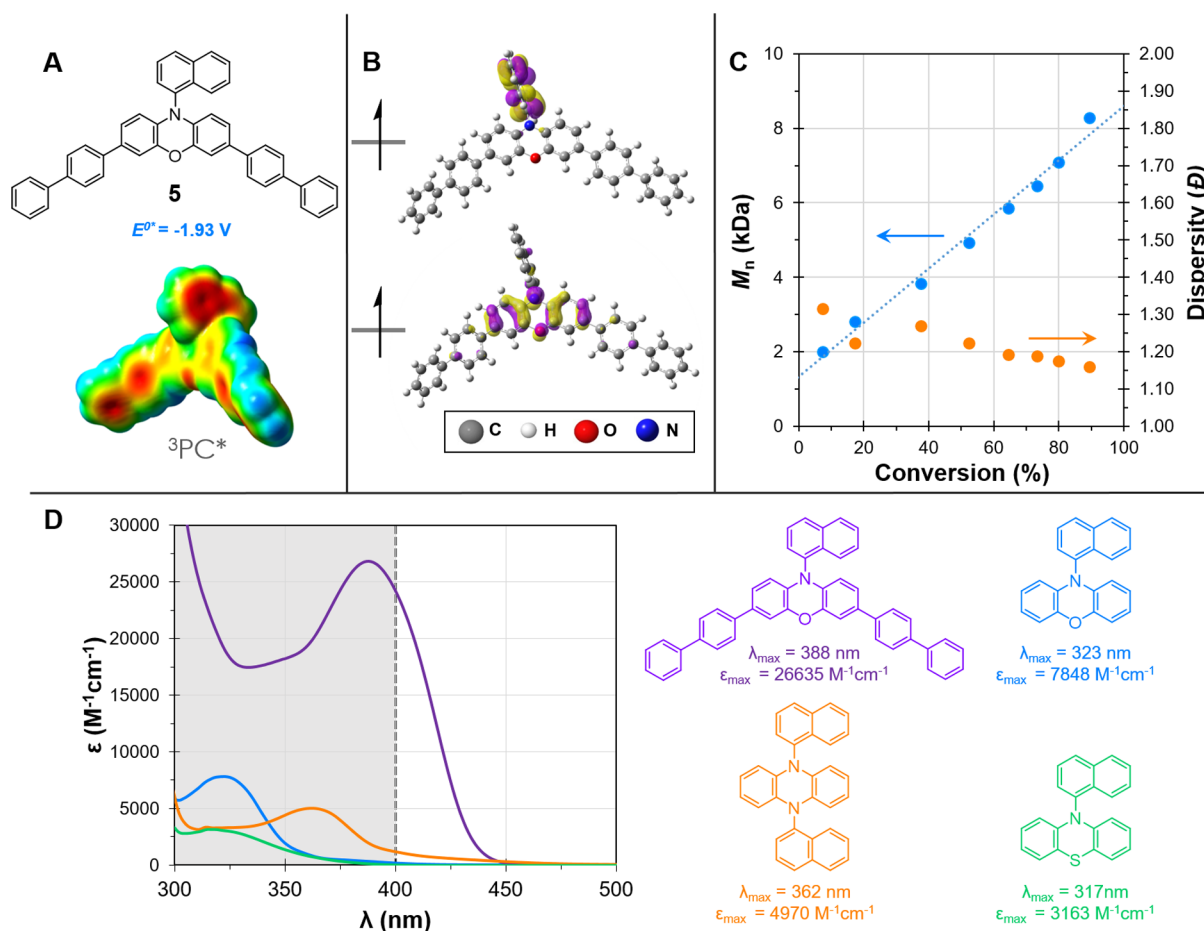 A
N
O
5
E⁰* = -1.93 V
³PC*
B
C
H
O
N
C
10
8
6
4
2
0
Mn (kDa)
2.00
1.90
1.80
1.70
1.60
1.50
1.40
1.30
1.20
1.10
1.00
Dispersity (Đ)
0
20
40
60
80
100
Conversion (%)
D
30000
25000
20000
15000
10000
5000
0
ε (M⁻¹cm⁻¹)
300
350
400
450
500
λ (nm)
N
O
λmax = 388 nm
εmax = 26635 M⁻¹cm⁻¹
N
O
λmax = 323 nm
εmax = 7848 M⁻¹cm⁻¹
N
N
λmax = 362 nm
εmax = 4970 M⁻¹cm⁻¹
N
S
λmax = 317nm
εmax = 3163 M⁻¹cm⁻¹